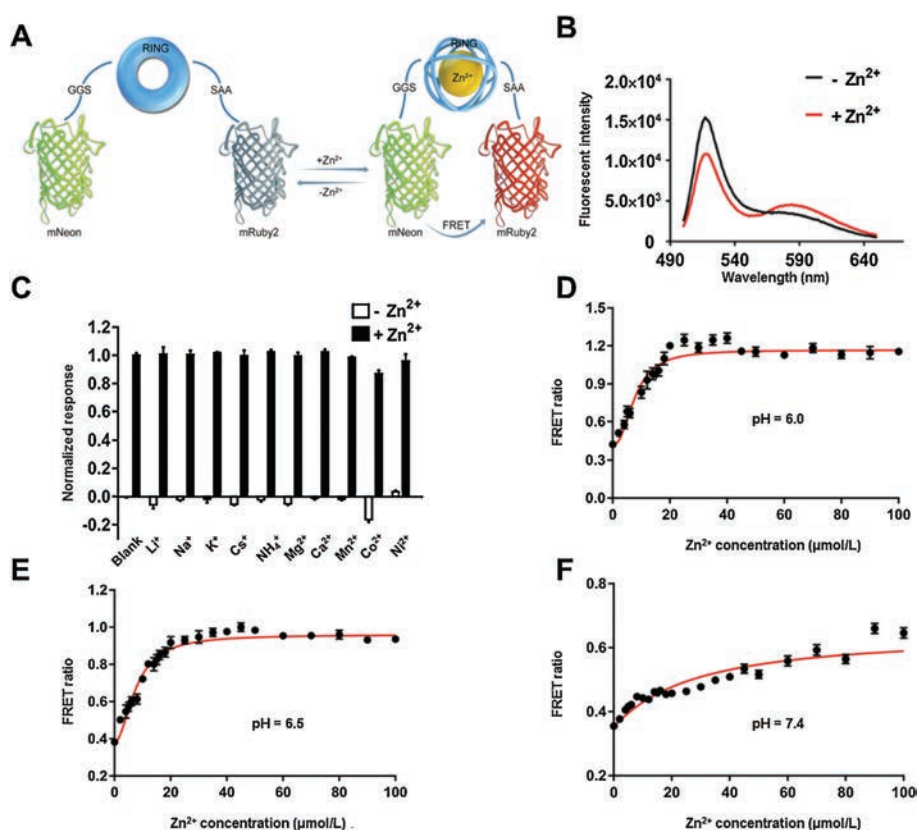 A
RING
GGS
SAA
mNeon
mRuby2
+Zn²⁺
-Zn²⁺
RING
Zn²⁺
GGS
SAA
mNeon
FRET
mRuby2
B
- Zn²⁺
+ Zn²⁺
Fluorescent intensity
2.0×10⁴
1.5×10⁴
1.0×10⁴
5.0×10³
0
490 540 590 640
Wavelength (nm)
C
- Zn²⁺
+ Zn²⁺
Normalized response
1.2
1.0
0.8
0.6
0.4
0.2
0.0
-0.2
Blank Li⁺ Na⁺ K⁺ Cs⁺ NH₄⁺ Mg²⁺ Ca²⁺ Mn²⁺ Co²⁺ Ni²⁺
D
FRET ratio
1.5
1.2
0.9
0.6
0.3
0.0
pH = 6.0
0 20 40 60 80 100
Zn²⁺ concentration (μmol/L)
E
FRET ratio
1.2
1.0
0.8
0.6
0.4
0.2
pH = 6.5
0 20 40 60 80 100
Zn²⁺ concentration (μmol/L) .
F
FRET ratio
0.8
0.6
0.4
0.2
pH = 7.4
0 20 40 60 80 100
Zn²⁺ concentration (μmol/L)